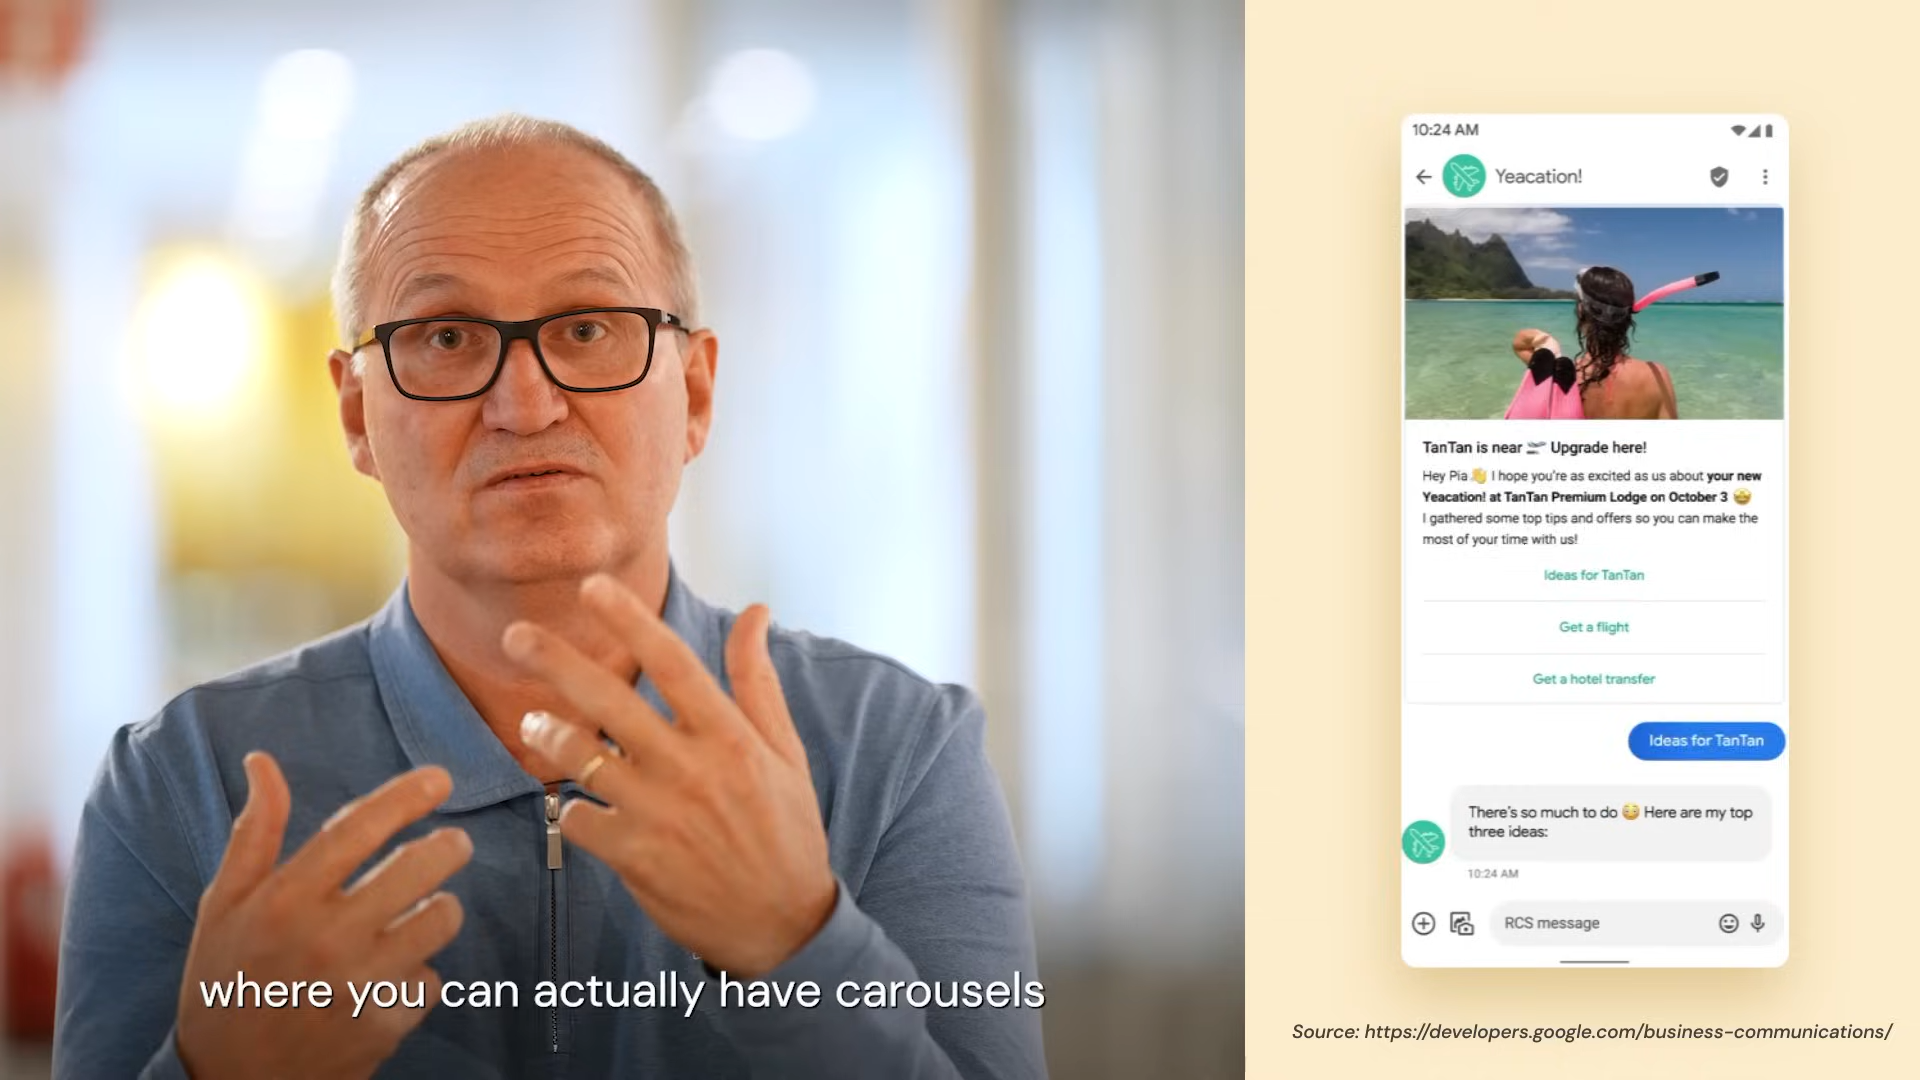 where you can actually have carousels
10:24 AM
Yeacation!
TanTan is near 🛫 Upgrade here!
Hey Pia 👋 I hope you're as excited as us about your new
Yeacation! at TanTan Premium Lodge on October 3 🤩
I gathered some top tips and offers so you can make the
most of your time with us!
Ideas for TanTan
Get a flight
Get a hotel transfer
Ideas for TanTan
There's so much to do 😳 Here are my top
three ideas:
10:24 AM
RCS message
Source: https://developers.google.com/business-communications/